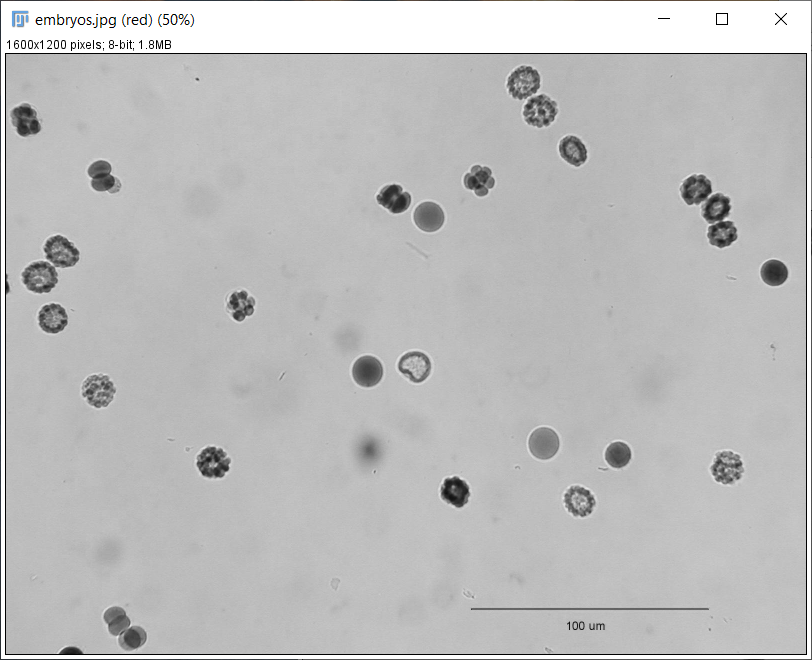 embryos.jpg (red) (50%)
1600x1200 pixels; 8-bit; 1.8MB
100 um